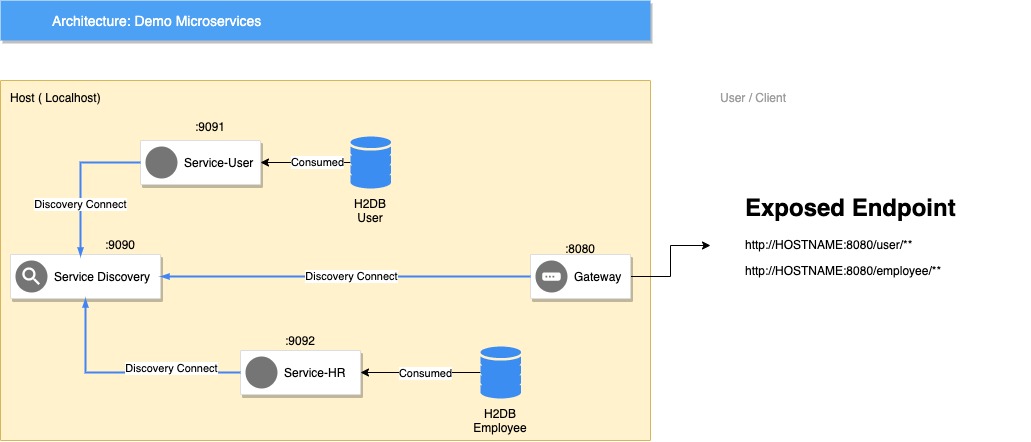 Architecture: Demo Microservices
Host ( Localhost)
User / Client
:9091
Service-User
Consumed
H2DB
User
Discovery Connect
Exposed Endpoint
http://HOSTNAME:8080/user/**
http://HOSTNAME:8080/employee/**
:9090
Service Discovery
Discovery Connect
:8080
Gateway
:9092
Discovery Connect
Service-HR
Consumed
H2DB
Employee